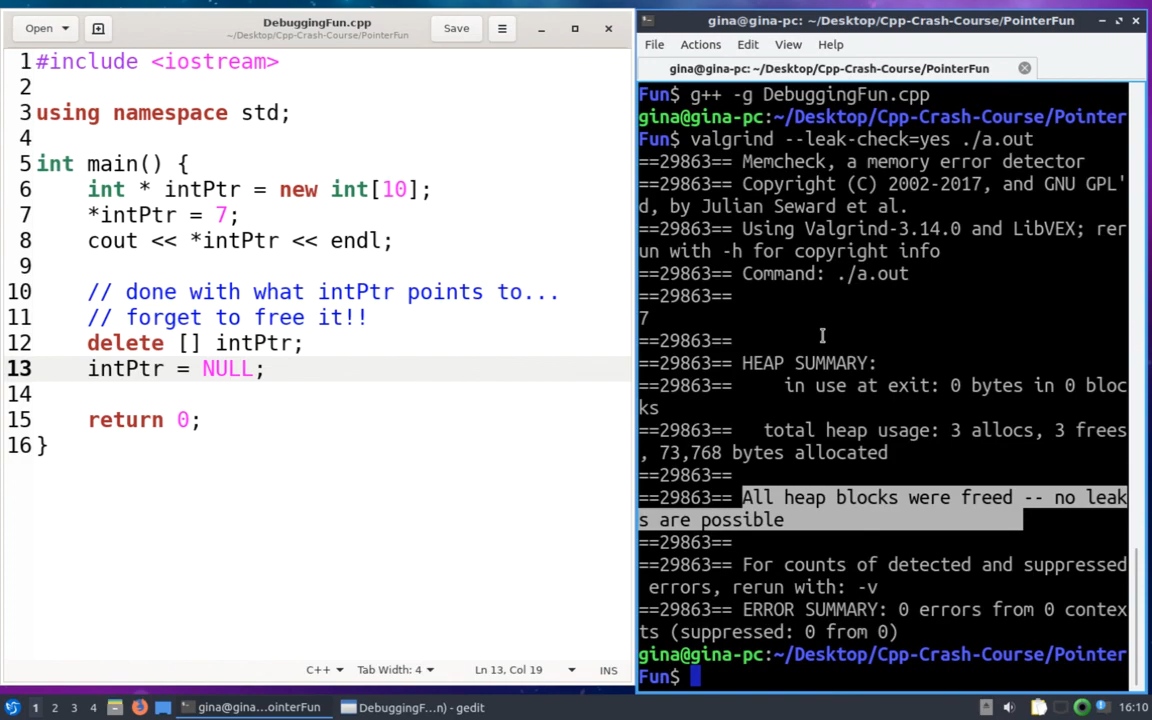 Open
DebuggingFun.cpp
~/Desktop/Cpp-Crash-Course/PointerFun
Save
1 #include <iostream>
2
3 using namespace std;
4
5 int main() {
6 int * intPtr = new int[10];
7 *intPtr = 7;
8 cout << *intPtr << endl;
9
10 // done with what intPtr points to...
11 // forget to free it!!
12 delete [] intPtr;
13 intPtr = NULL;
14
15 return 0;
16 }
C++
Tab Width: 4
Ln 13, Col 19
INS
gina@gina-pc: ~/Desktop/Cpp-Crash-Course/PointerFun
File Actions Edit View Help
gina@gina-pc: ~/Desktop/Cpp-Crash-Course/PointerFun
Fun$ g++ -g DebuggingFun.cpp
gina@gina-pc:~/Desktop/Cpp-Crash-Course/Pointer
Fun$ valgrind --leak-check=yes ./a.out
==29863== Memcheck, a memory error detector
==29863== Copyright (C) 2002-2017, and GNU GPL'
d, by Julian Seward et al.
==29863== Using Valgrind-3.14.0 and LibVEX; rer
un with -h for copyright info
==29863== Command: ./a.out
==29863==
7
==29863==
==29863== HEAP SUMMARY:
==29863==     in use at exit: 0 bytes in 0 bloc
ks
==29863==   total heap usage: 3 allocs, 3 frees
, 73,768 bytes allocated
==29863==
==29863== All heap blocks were freed -- no leak
s are possible
==29863==
==29863== For counts of detected and suppressed
 errors, rerun with: -v
==29863== ERROR SUMMARY: 0 errors from 0 contex
ts (suppressed: 0 from 0)
gina@gina-pc:~/Desktop/Cpp-Crash-Course/Pointer
Fun$
1 2 3 4 gina@gina...ointerFun DebuggingF...n) - gedit 16:10